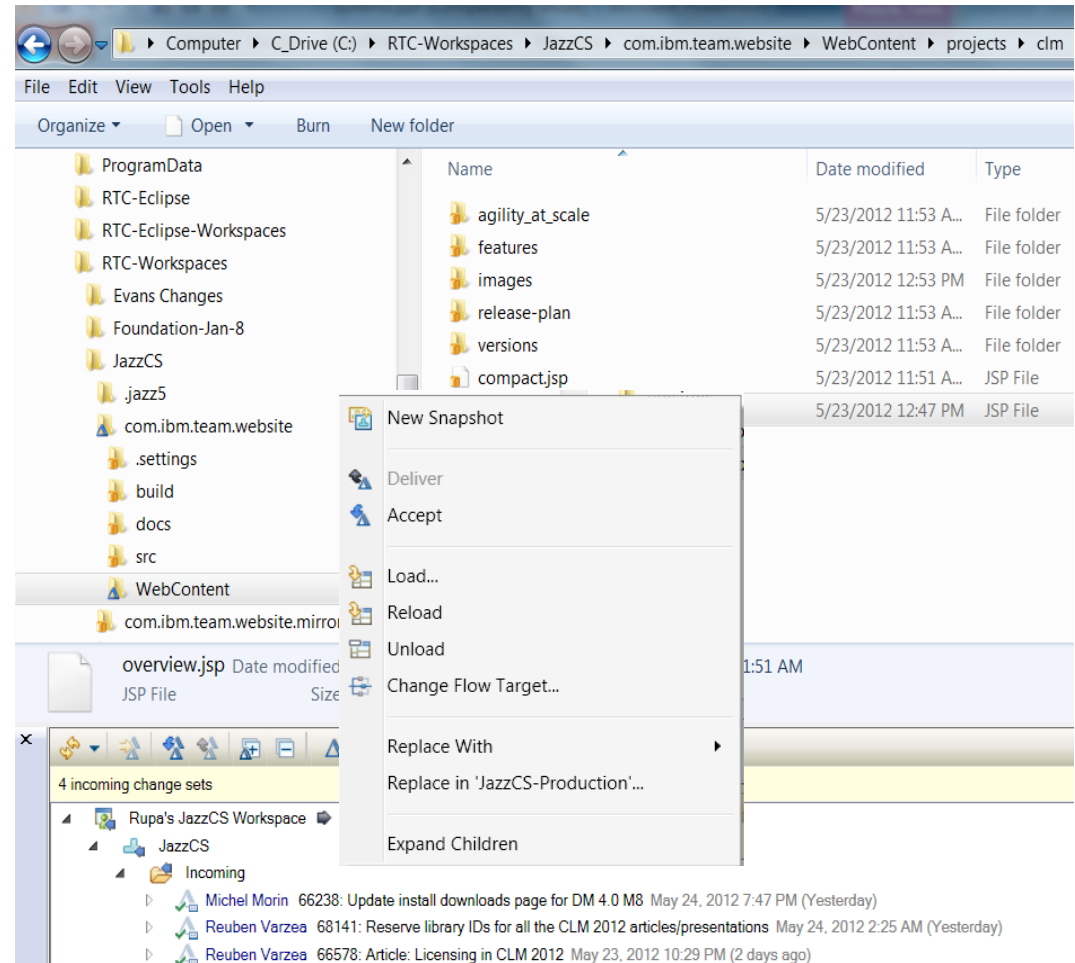 Computer ▸ C_Drive (C:) ▸ RTC-Workspaces ▸ JazzCS ▸ com.ibm.team.website ▸ WebContent ▸ projects ▸ clm
File Edit View Tools Help
Organize Open Burn New folder
ProgramData
RTC-Eclipse
RTC-Eclipse-Workspaces
RTC-Workspaces
Evans Changes
Foundation-Jan-8
JazzCS
.jazz5
com.ibm.team.website
.settings
build
docs
src
WebContent
com.ibm.team.website.mirro
Name Date modified Type
agility_at_scale 5/23/2012 11:53 A... File folder
features 5/23/2012 11:53 A... File folder
images 5/23/2012 12:53 PM File folder
release-plan 5/23/2012 11:53 A... File folder
versions 5/23/2012 11:53 A... File folder
compact.jsp 5/23/2012 11:51 A... JSP File
5/23/2012 12:47 PM JSP File
New Snapshot
Deliver
Accept
Load...
Reload
Unload
Change Flow Target...
Replace With
Replace in 'JazzCS-Production'...
Expand Children
overview.jsp Date modified 1:51 AM
JSP File Size
4 incoming change sets
Rupa's JazzCS Workspace
JazzCS
Incoming
Michel Morin 66238: Update install downloads page for DM 4.0 M8 May 24, 2012 7:47 PM (Yesterday)
Reuben Varzea 68141: Reserve library IDs for all the CLM 2012 articles/presentations May 24, 2012 2:25 AM (Yesterday)
Reuben Varzea 66578: Article: Licensing in CLM 2012 May 23, 2012 10:29 PM (2 days ago)